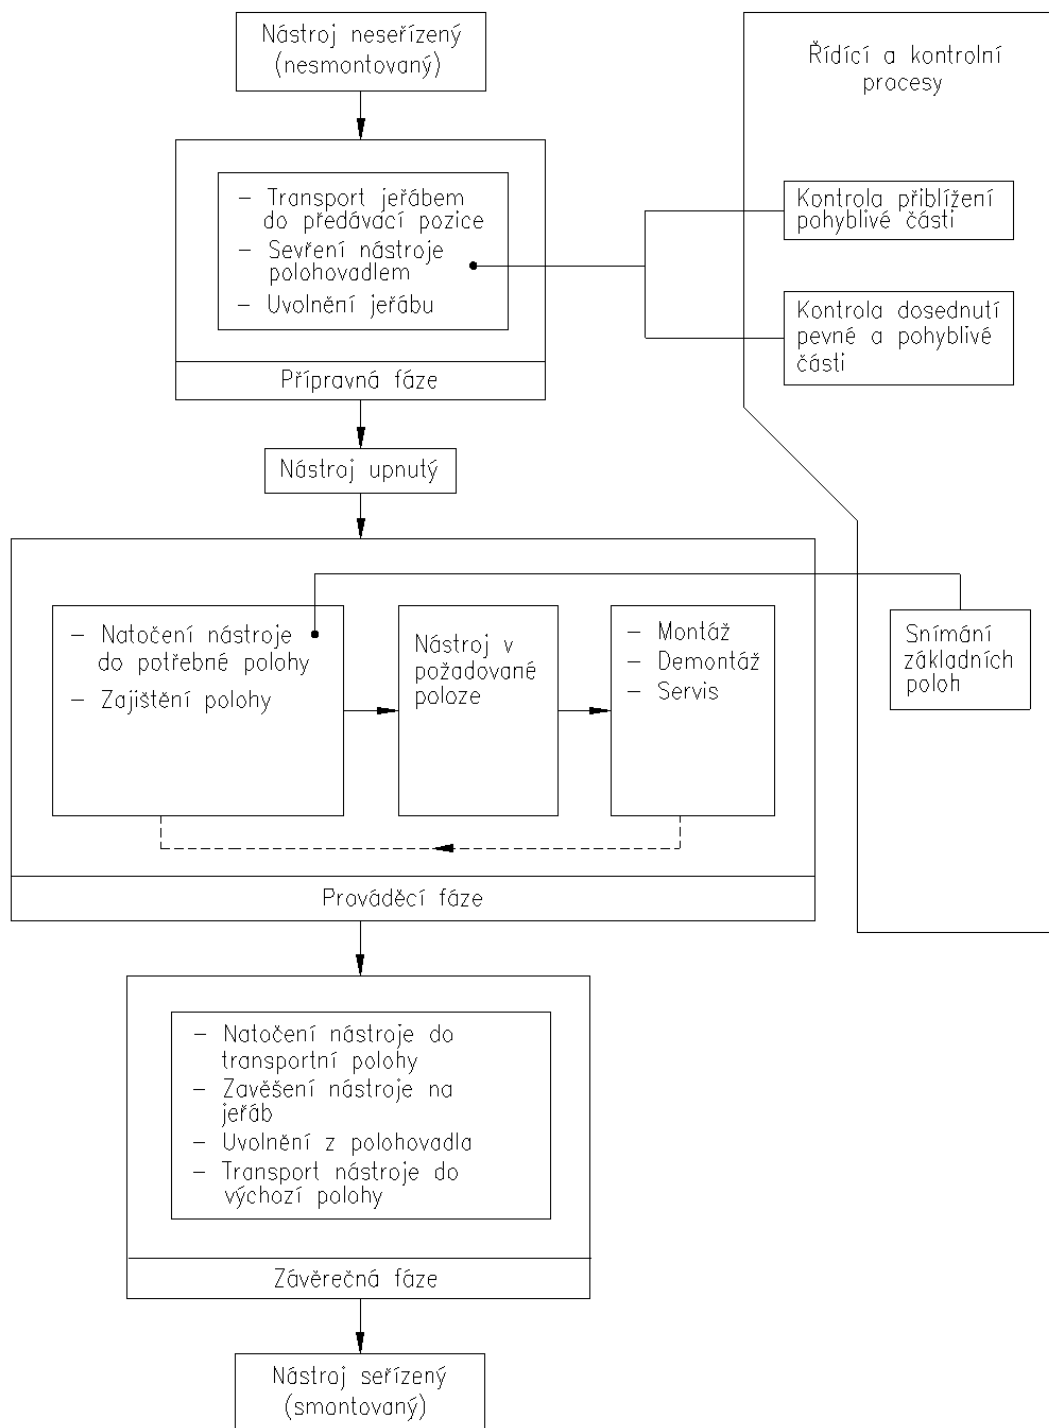 Nástroj neseřízený
(nesmontovaný)
Řídící a kontrolní
procesy
– Transport jeřábem
do předávací pozice
– Sevření nástroje
polohovadlem
– Uvolnění jeřábu
Přípravná fáze
Kontrola přiblížení
pohyblivé části
Kontrola dosednutí
pevné a pohyblivé
části
Nástroj upnutý
– Natočení nástroje
do potřebné polohy
– Zajištění polohy
Nástroj v
požadované
poloze
– Montáž
– Demontáž
– Servis
Snímání
základních
poloh
Prováděcí fáze
– Natočení nástroje do
transportní polohy
– Zavěšení nástroje na
jeřáb
– Uvolnění z polohovadla
– Transport nástroje do
výchozí polohy
Závěrečná fáze
Nástroj seřízený
(smontovaný)